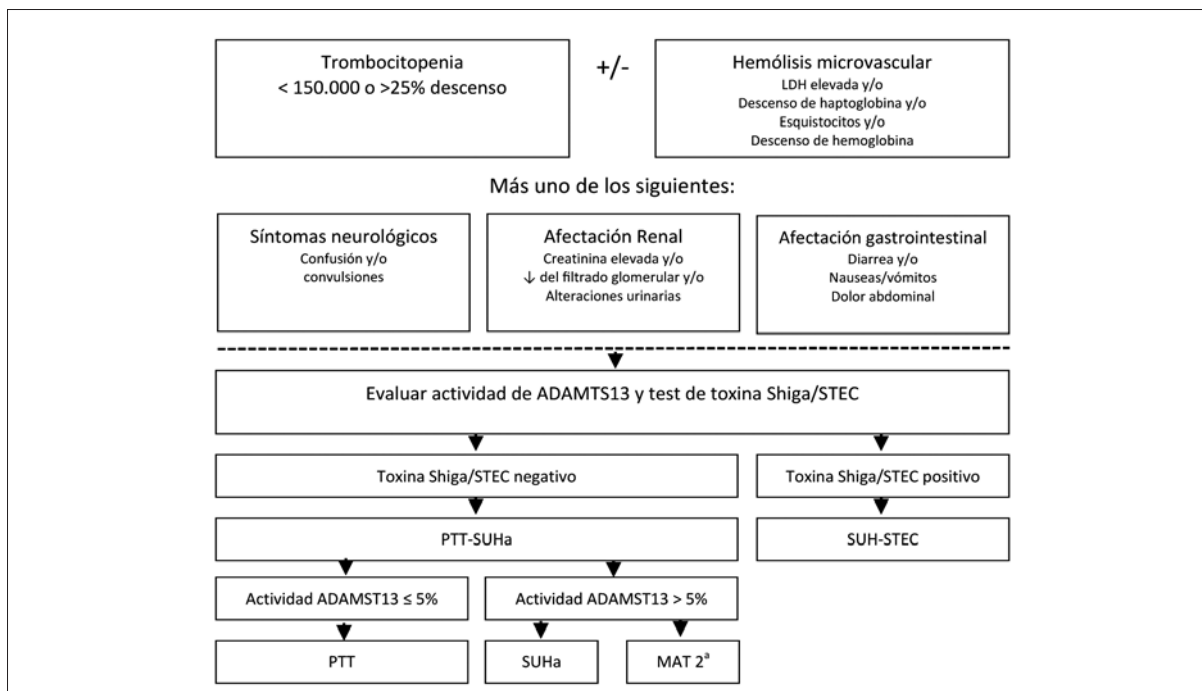 Trombocitopenia
< 150.000 o >25% descenso
+/-
Hemólisis microvascular
LDH elevada y/o
Descenso de haptoglobina y/o
Esquistocitos y/o
Descenso de hemoglobina
Más uno de los siguientes:
Síntomas neurológicos
Confusión y/o
convulsiones
Afectación Renal
Creatinina elevada y/o
↓ del filtrado glomerular y/o
Alteraciones urinarias
Afectación gastrointestinal
Diarrea y/o
Nauseas/vómitos
Dolor abdominal
Evaluar actividad de ADAMTS13 y test de toxina Shiga/STEC
Toxina Shiga/STEC negativo
Toxina Shiga/STEC positivo
PTT-SUHa
SUH-STEC
Actividad ADAMST13 ≤ 5%
Actividad ADAMST13 > 5%
PTT
SUHa
MAT 2ª